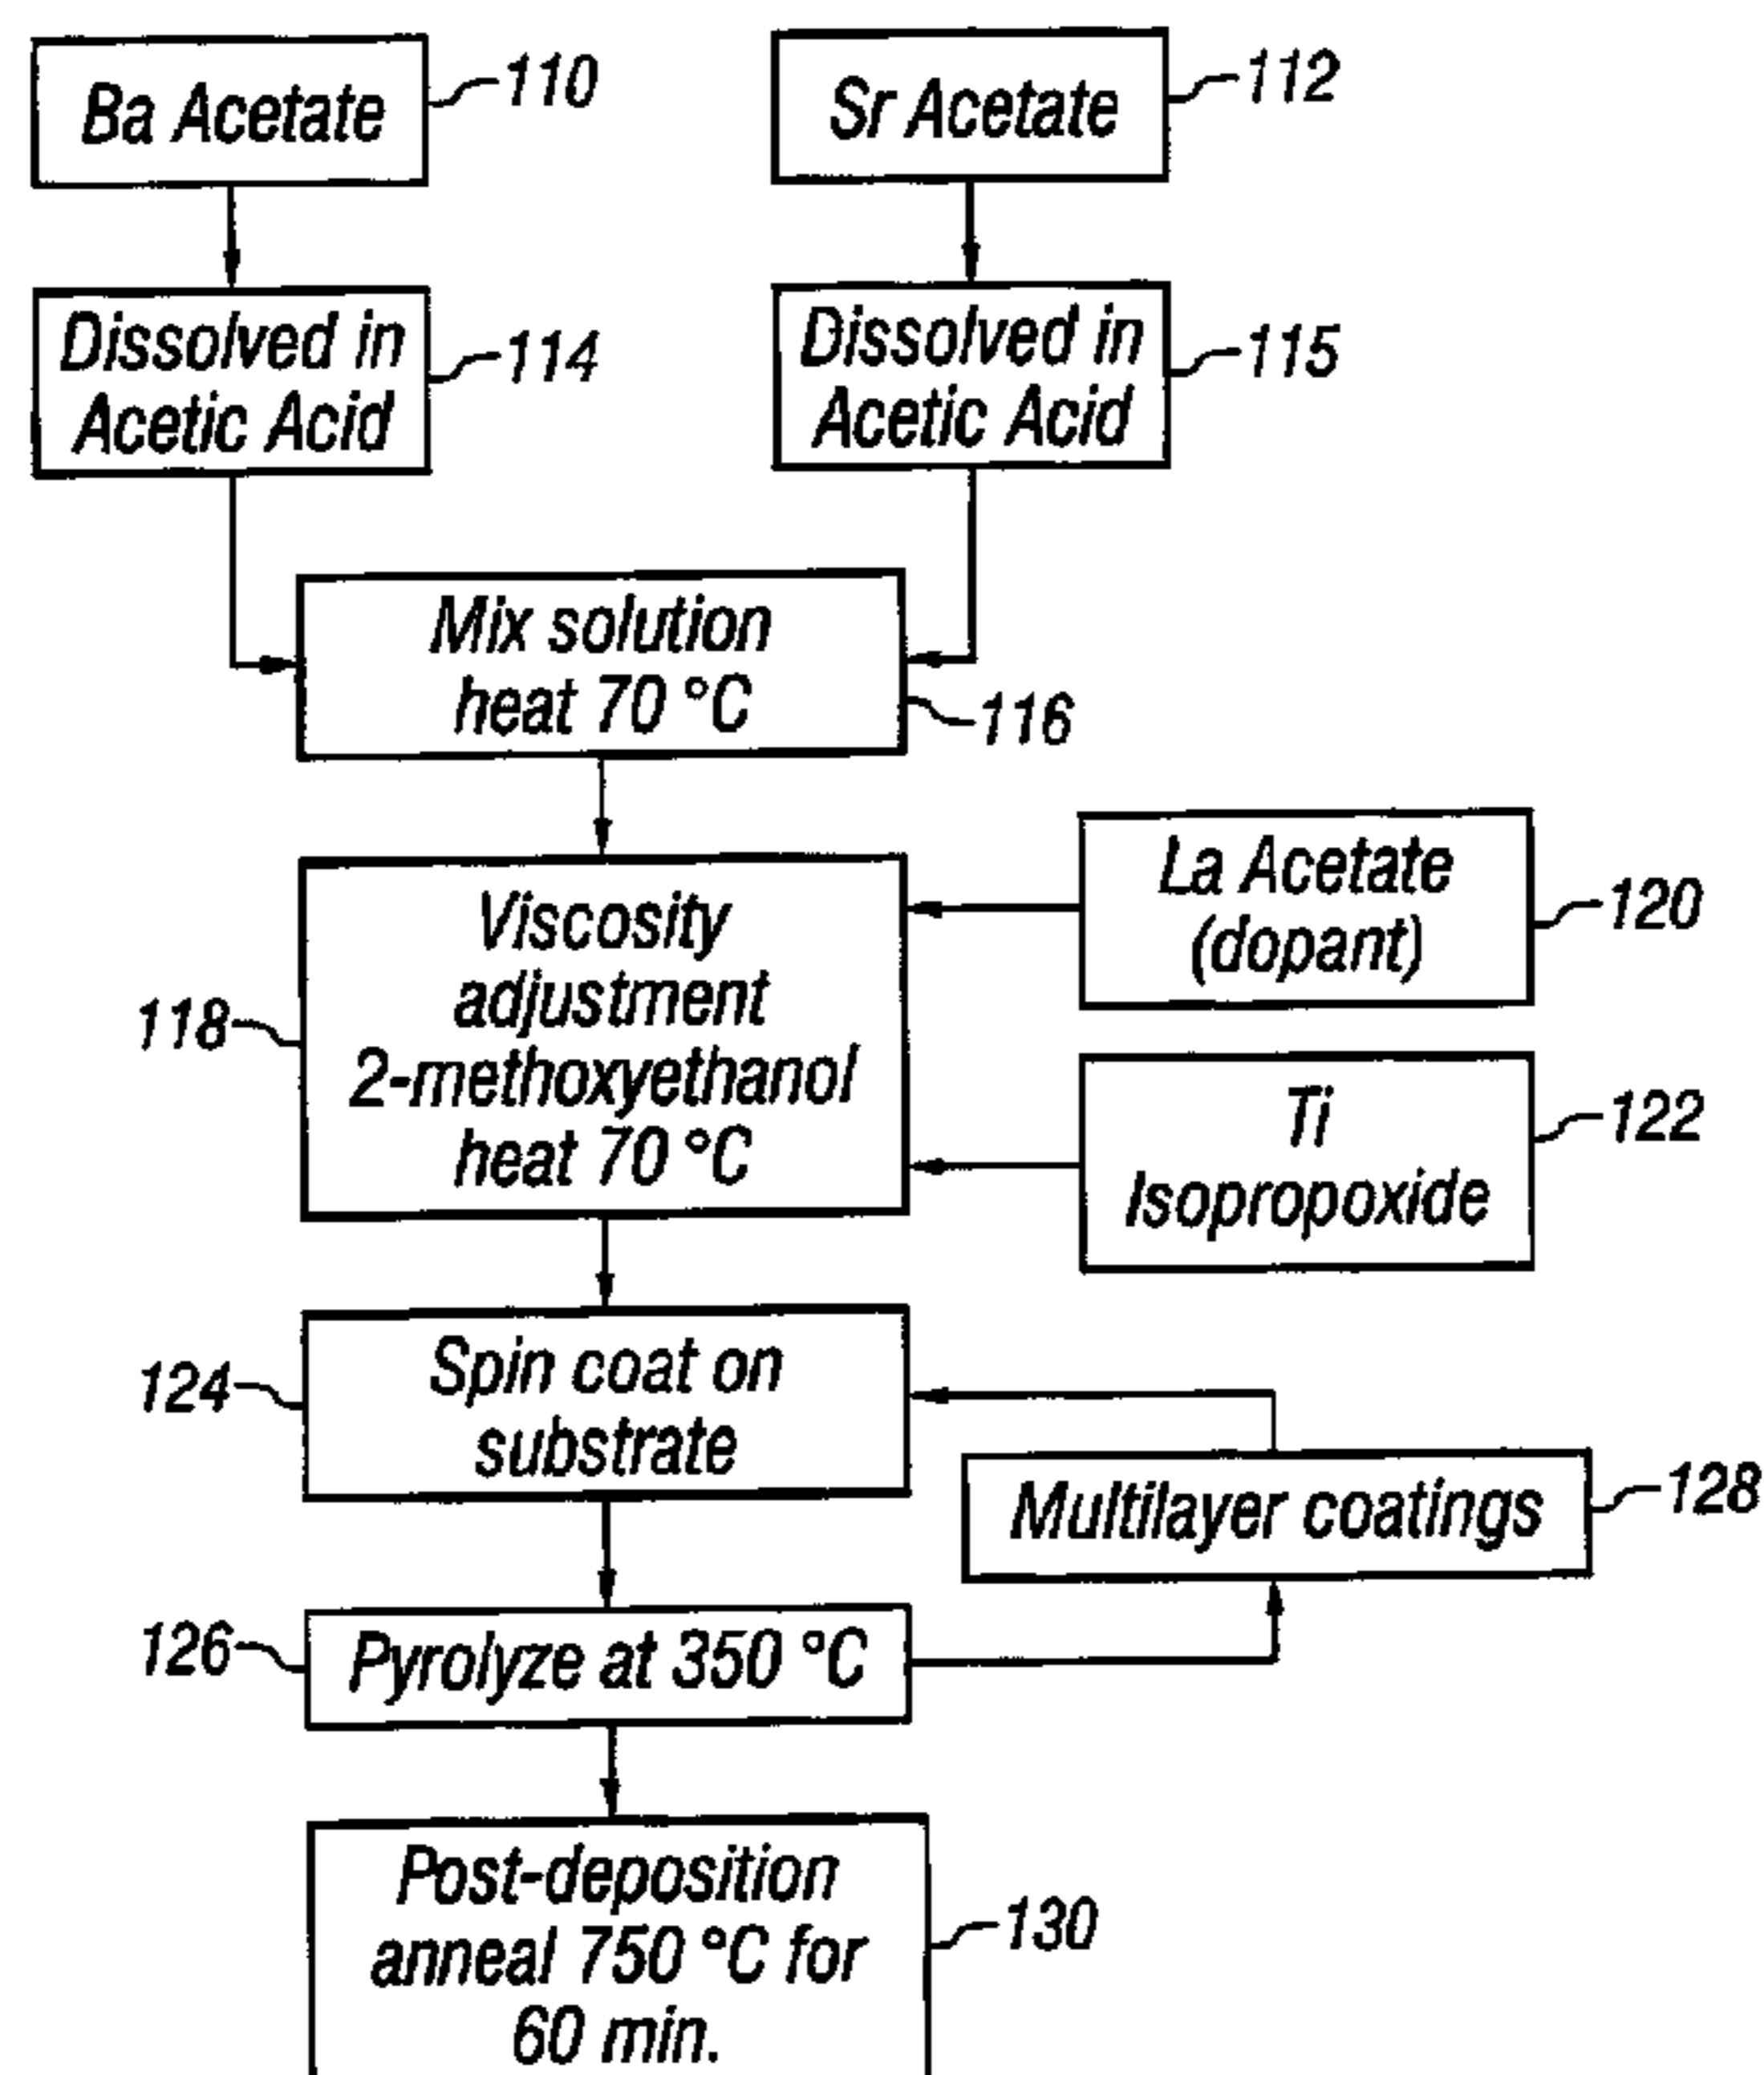 Ba Acetate
110
Sr Acetate
112
Dissolved in
Acetic Acid
114
Dissolved in
Acetic Acid
115
Mix solution
heat 70 °C
116
Viscosity
adjustment
2-methoxyethanol
heat 70 °C
118
La Acetate
(dopant)
120
Ti
Isopropoxide
122
Spin coat on
substrate
124
Multilayer coatings
128
Pyrolyze at 350 °C
126
Post-deposition
anneal 750 °C for
60 min.
130